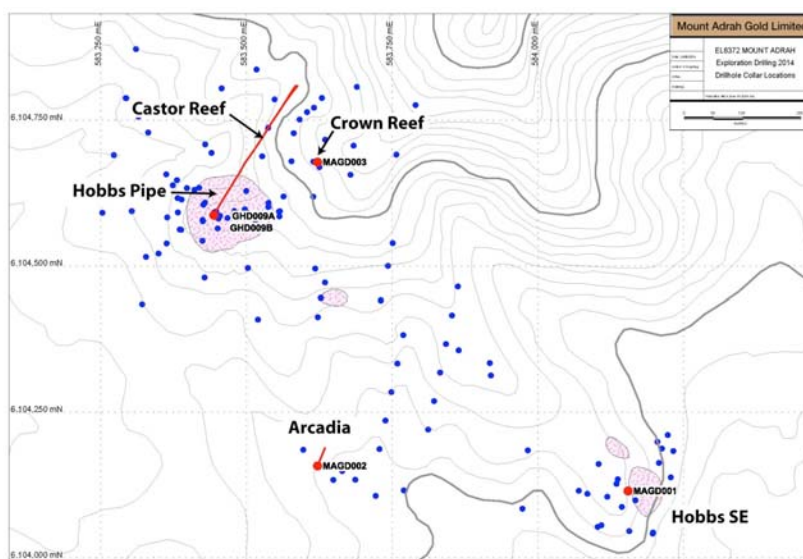 583,250 mE
583,500 mE
583,750 mE
584,000 mE
Mount Adrah Gold Limited
EL6372 MOUNT ADRAH
Exploration Drilling 2014
Drillhole Collar Locations
6,104,750 mN
Castor Reef
Crown Reef
MAGD003
Hobbs Pipe
GHD009A
GHD009B
6,104,500 mN
6,104,250 mN
Arcadia
MAGD002
MAGD001
Hobbs SE
6,104,000 mN